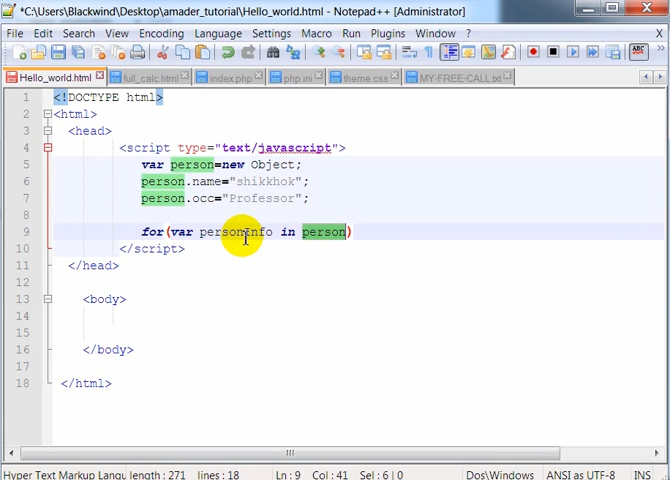 *C:\Users\Blackwind\Desktop\amader_tutorial\Hello_world.html - Notepad++ [Administrator]
File Edit Search View Encoding Language Settings Macro Run Plugins Window ? X
Hello_world.html full_calc.html index.php php.ini theme.css MY-FREE-CALL.txt
1 <!DOCTYPE html>
2 <html>
3 <head>
4 <script type="text/javascript">
5 var person=new Object;
6 person.name="shikkhok";
7 person.occ="Professor";
8
9 for(var personInfo in person)
10 </script>
11 </head>
12
13 <body>
14
15
16 </body>
17
18 </html>
Hyper Text Markup Langu length : 271 lines : 18 Ln : 9 Col : 41 Sel : 6 | 0 Dos\Windows ANSI as UTF-8 INS